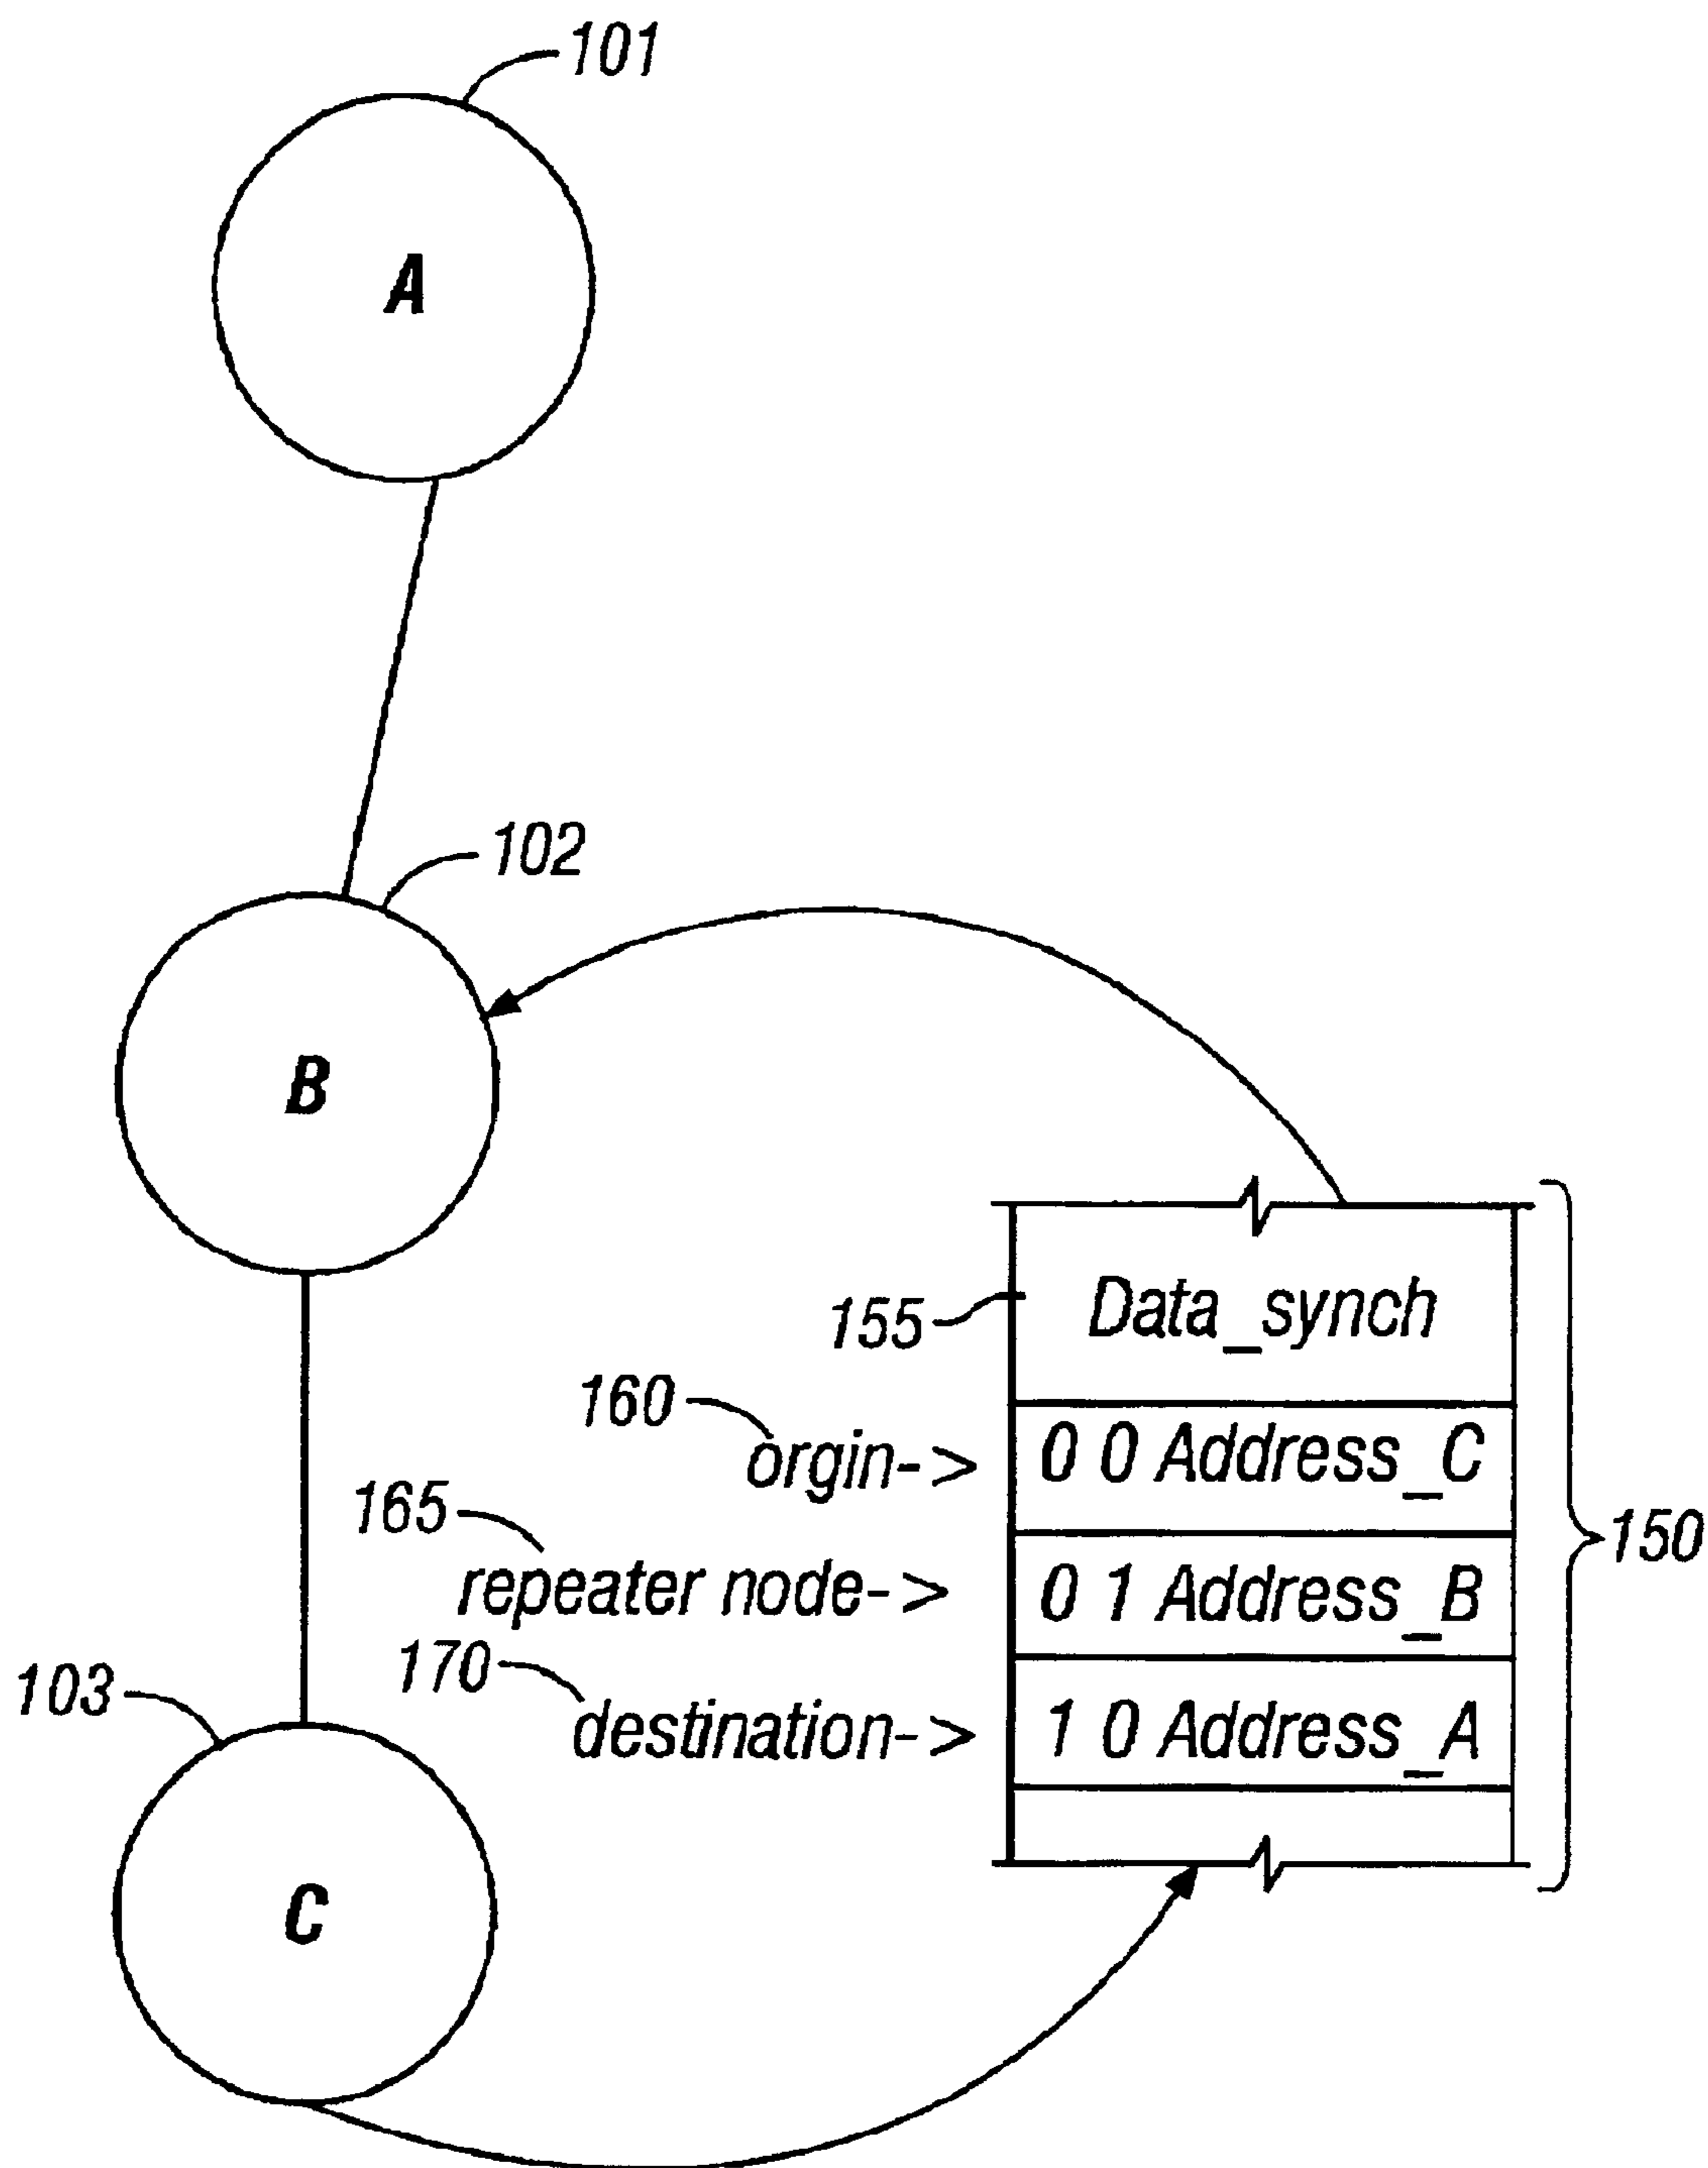 101
A
102
B
155
Data_synch
160
orgin->
0 0 Address_C
165
repeater node->
0 1 Address_B
150
170
destination->
1 0 Address_A
103
C